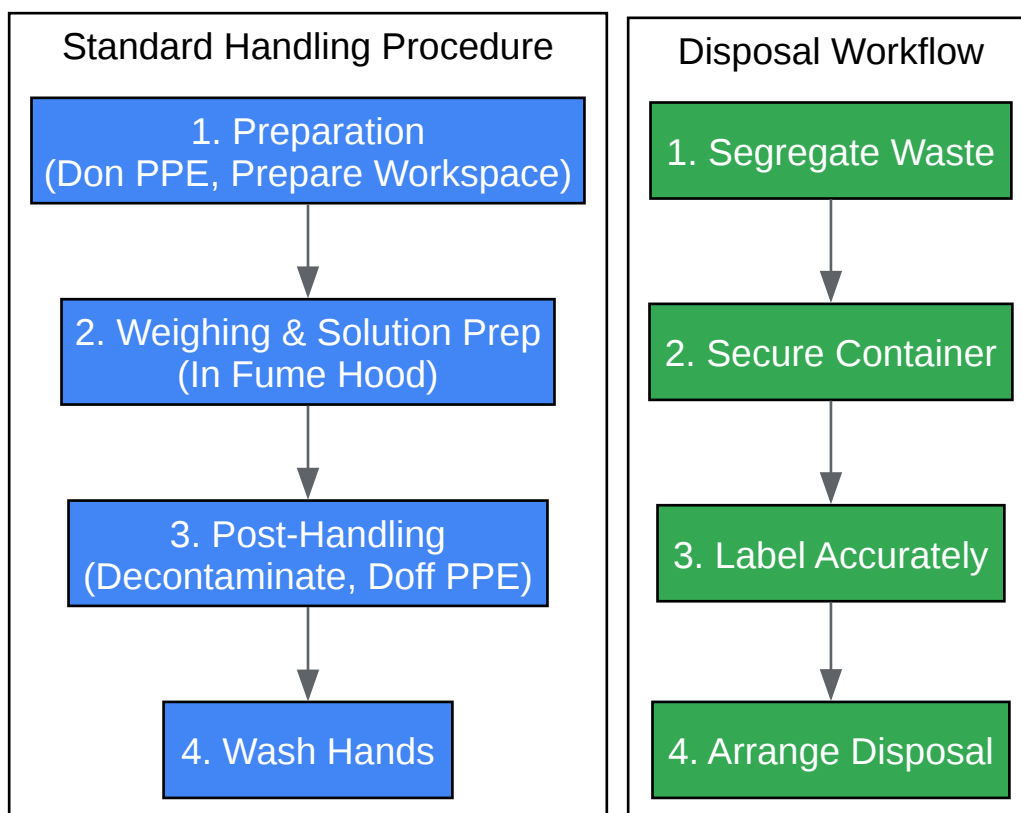 Standard Handling Procedure
1. Preparation
(Don PPE, Prepare Workspace)
2. Weighing & Solution Prep
(In Fume Hood)
3. Post-Handling
(Decontaminate, Doff PPE)
4. Wash Hands
Disposal Workflow
1. Segregate Waste
2. Secure Container
3. Label Accurately
4. Arrange Disposal